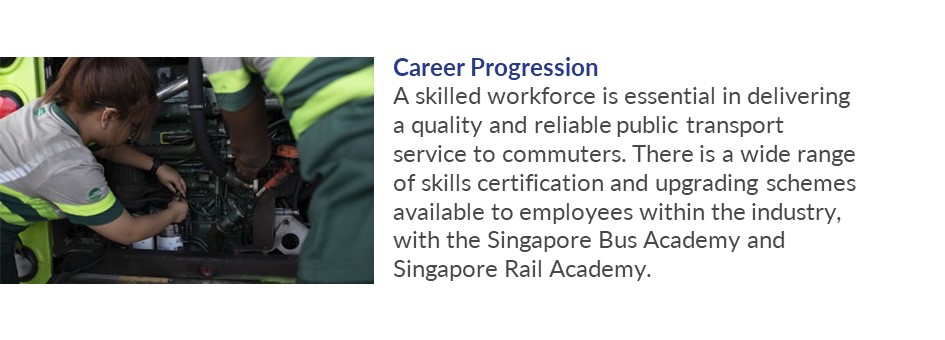 Career Progression
A skilled workforce is essential in delivering
a quality and reliable public transport
service to commuters. There is a wide range
of skills certification and upgrading schemes
available to employees within the industry,
with the Singapore Bus Academy and
Singapore Rail Academy.